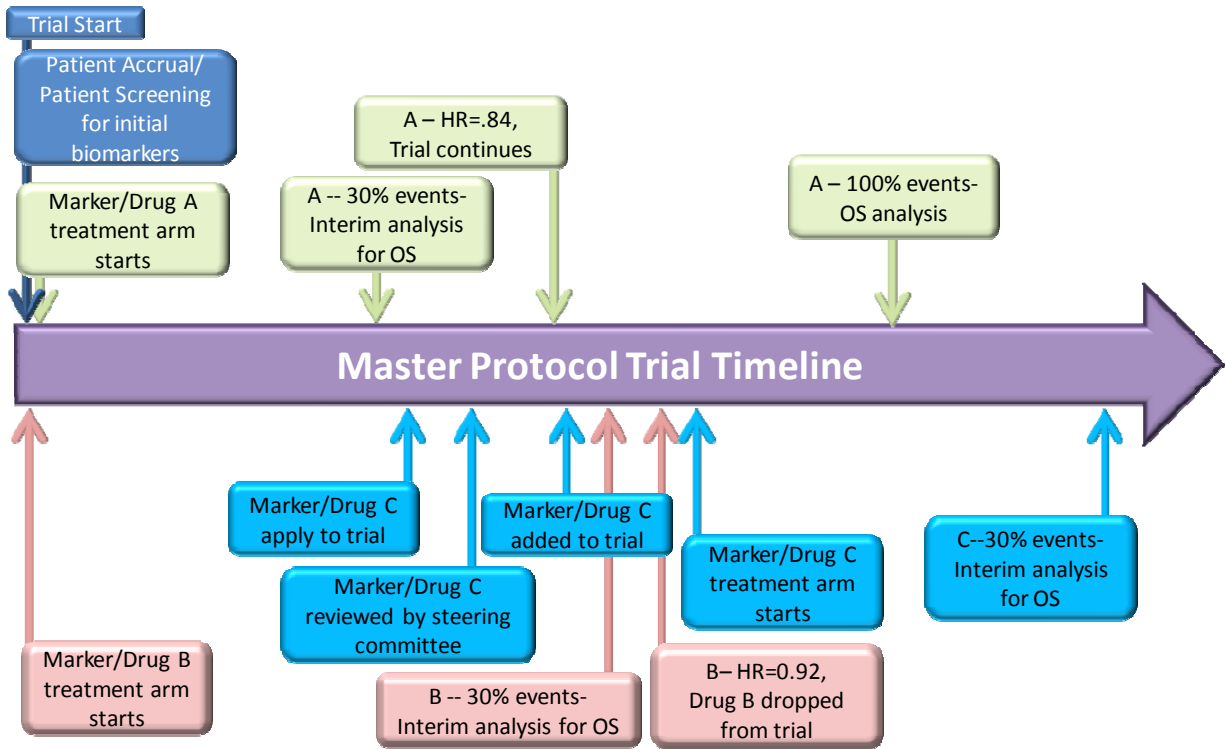 Trial Start
Patient Accrual/
Patient Screening
for initial
biomarkers
Marker/Drug A
treatment arm
starts
A -- 30% events-
Interim analysis
for OS
A – HR=.84,
Trial continues
A – 100% events-
OS analysis
Master Protocol Trial Timeline
Marker/Drug B
treatment arm
starts
Marker/Drug C
apply to trial
Marker/Drug C
reviewed by steering
committee
Marker/Drug C
added to trial
B -- 30% events-
Interim analysis for OS
B– HR=0.92,
Drug B dropped
from trial
Marker/Drug C
treatment arm
starts
C--30% events-
Interim analysis
for OS